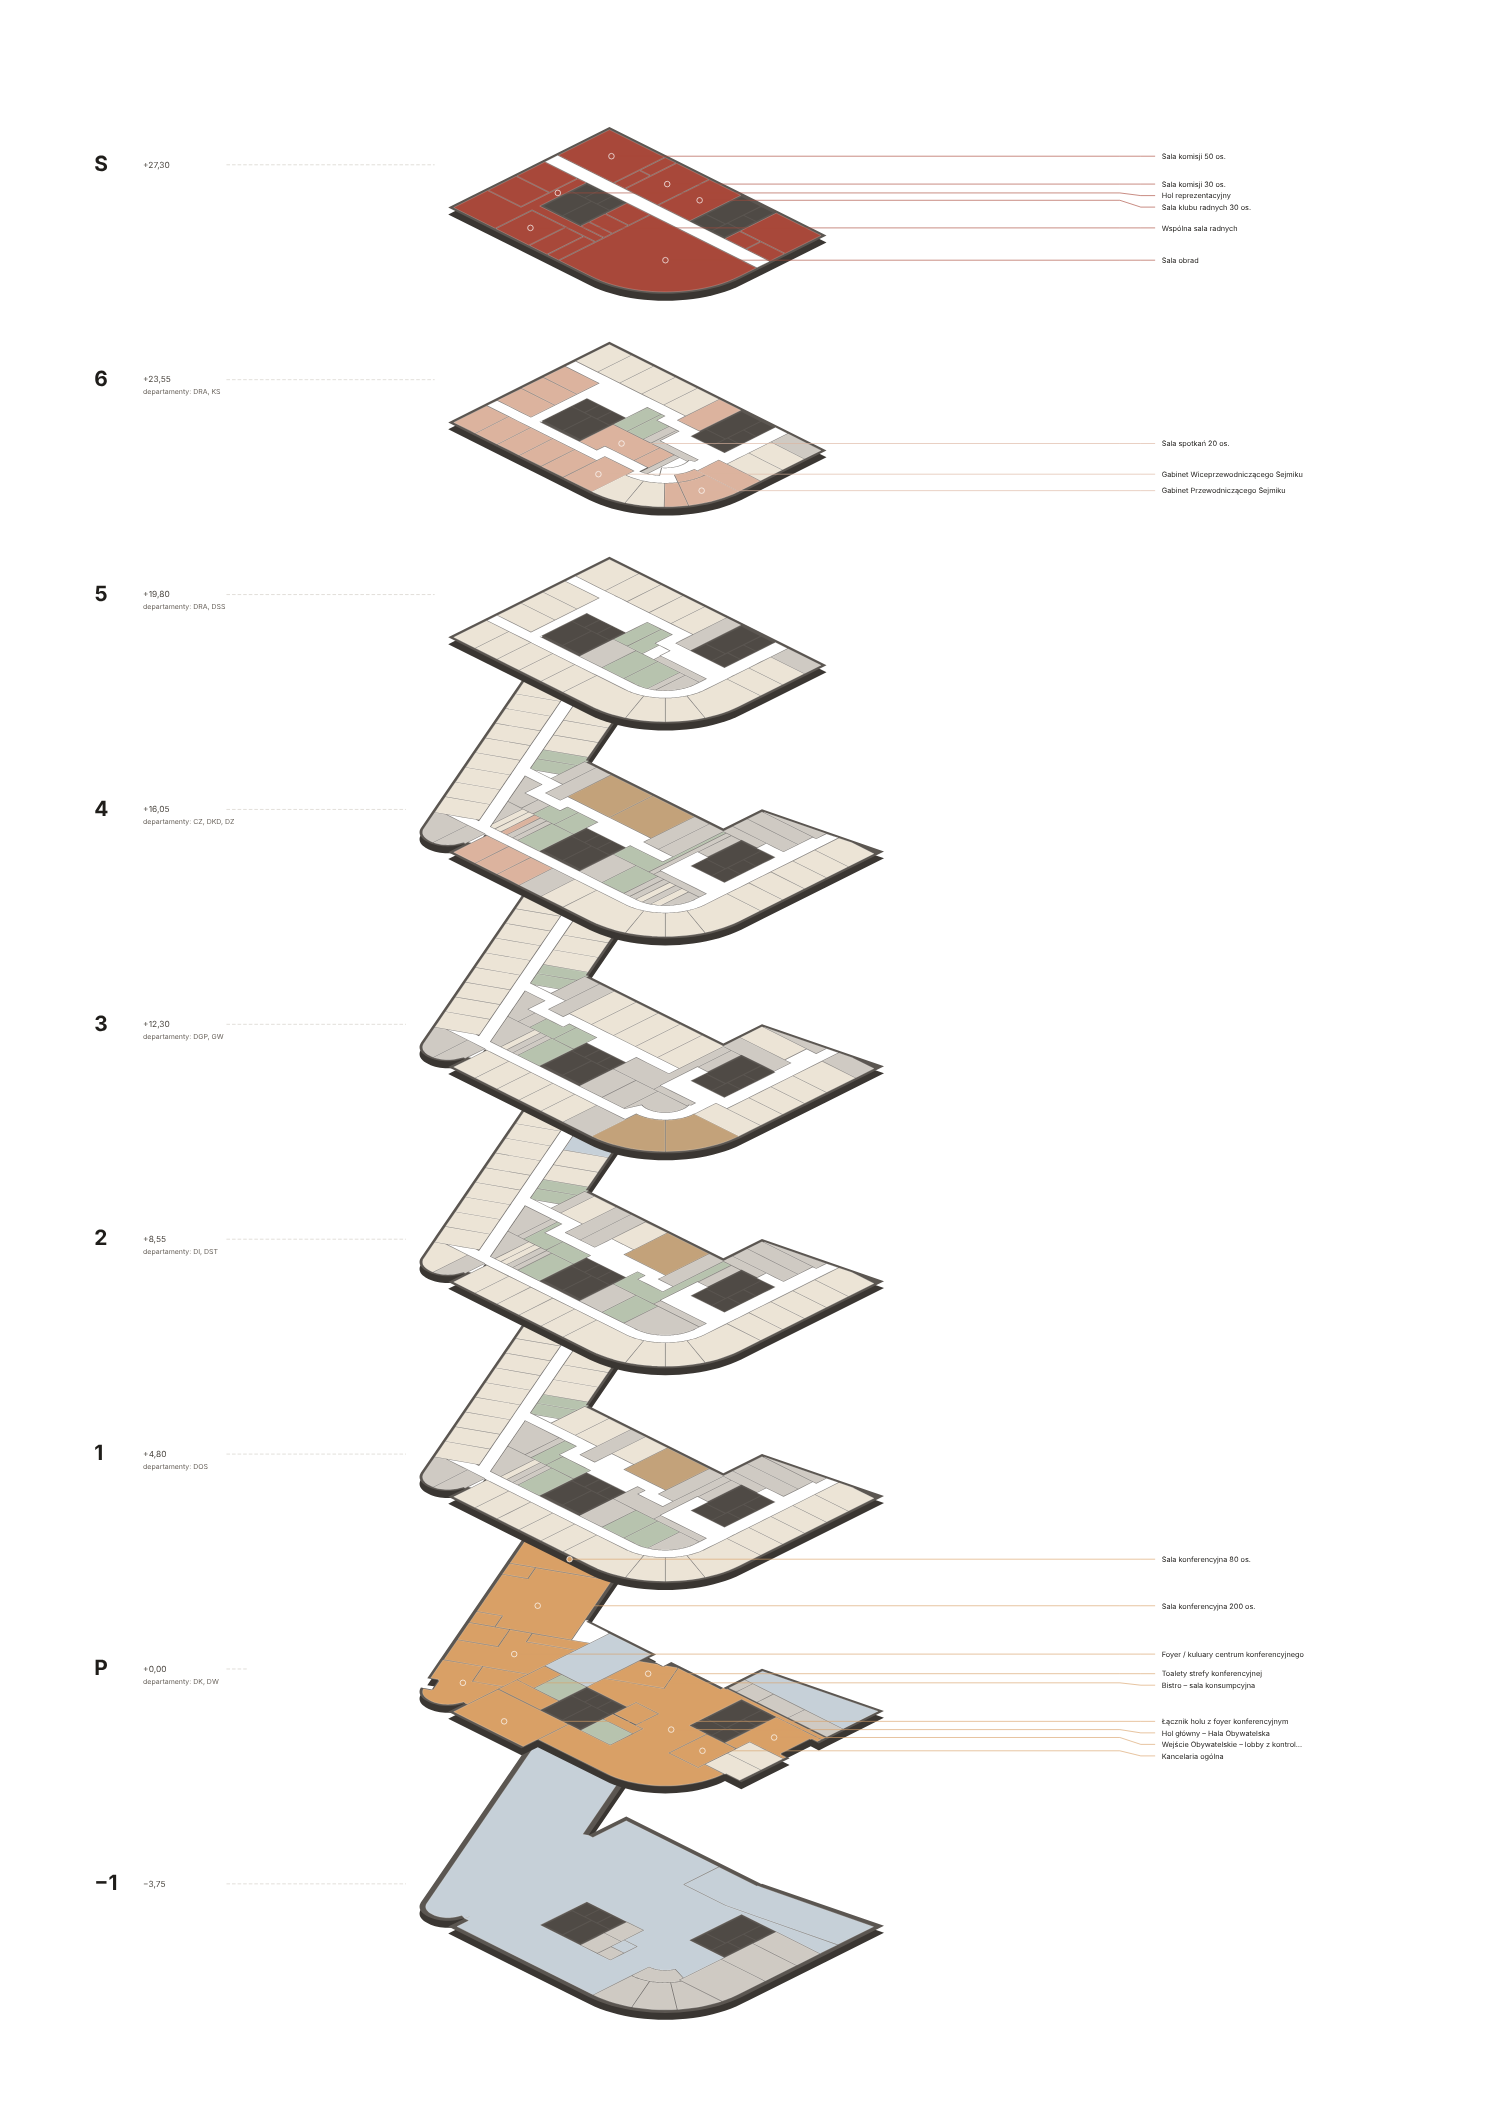 S
+27,30
Sala komisji 50 os.
Sala komisji 30 os.
Hol reprezentacyjny
Sala klubu radnych 30 os.
Wspólna sala radnych
Sala obrad
6
+23,55
departamenty: DRA, KS
Sala spotkań 20 os.
Gabinet Wiceprzewodniczącego Sejmiku
Gabinet Przewodniczącego Sejmiku
5
+19,80
departamenty: DRA, DSS
4
+16,05
departamenty: CZ, DKD, DZ
3
+12,30
departamenty: DGP, GW
2
+8,55
departamenty: DI, DST
1
+4,80
departamenty: DOS
Sala konferencyjna 80 os.
Sala konferencyjna 200 os.
P
+0,00
departamenty: DK, DW
Foyer / kuluary centrum konferencyjnego
Toalety strefy konferencyjnej
Bistro – sala konsumpcyjna
Łącznik holu z foyer konferencyjnym
Hol główny – Hala Obywatelska
Wejście Obywatelskie – lobby z kontrol...
Kancelaria ogólna
−1
−3,75